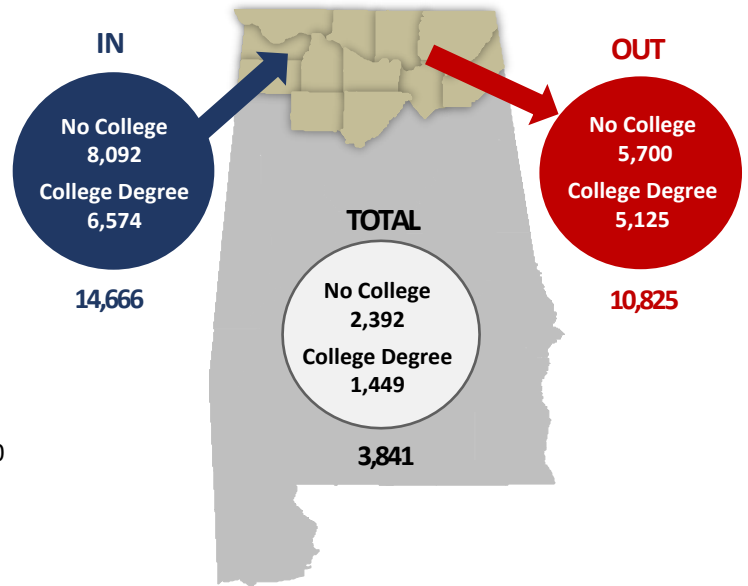 IN
No College
8,092
College Degree
6,574
14,666
OUT
No College
5,700
College Degree
5,125
10,825
TOTAL
No College
2,392
College Degree
1,449
3,841